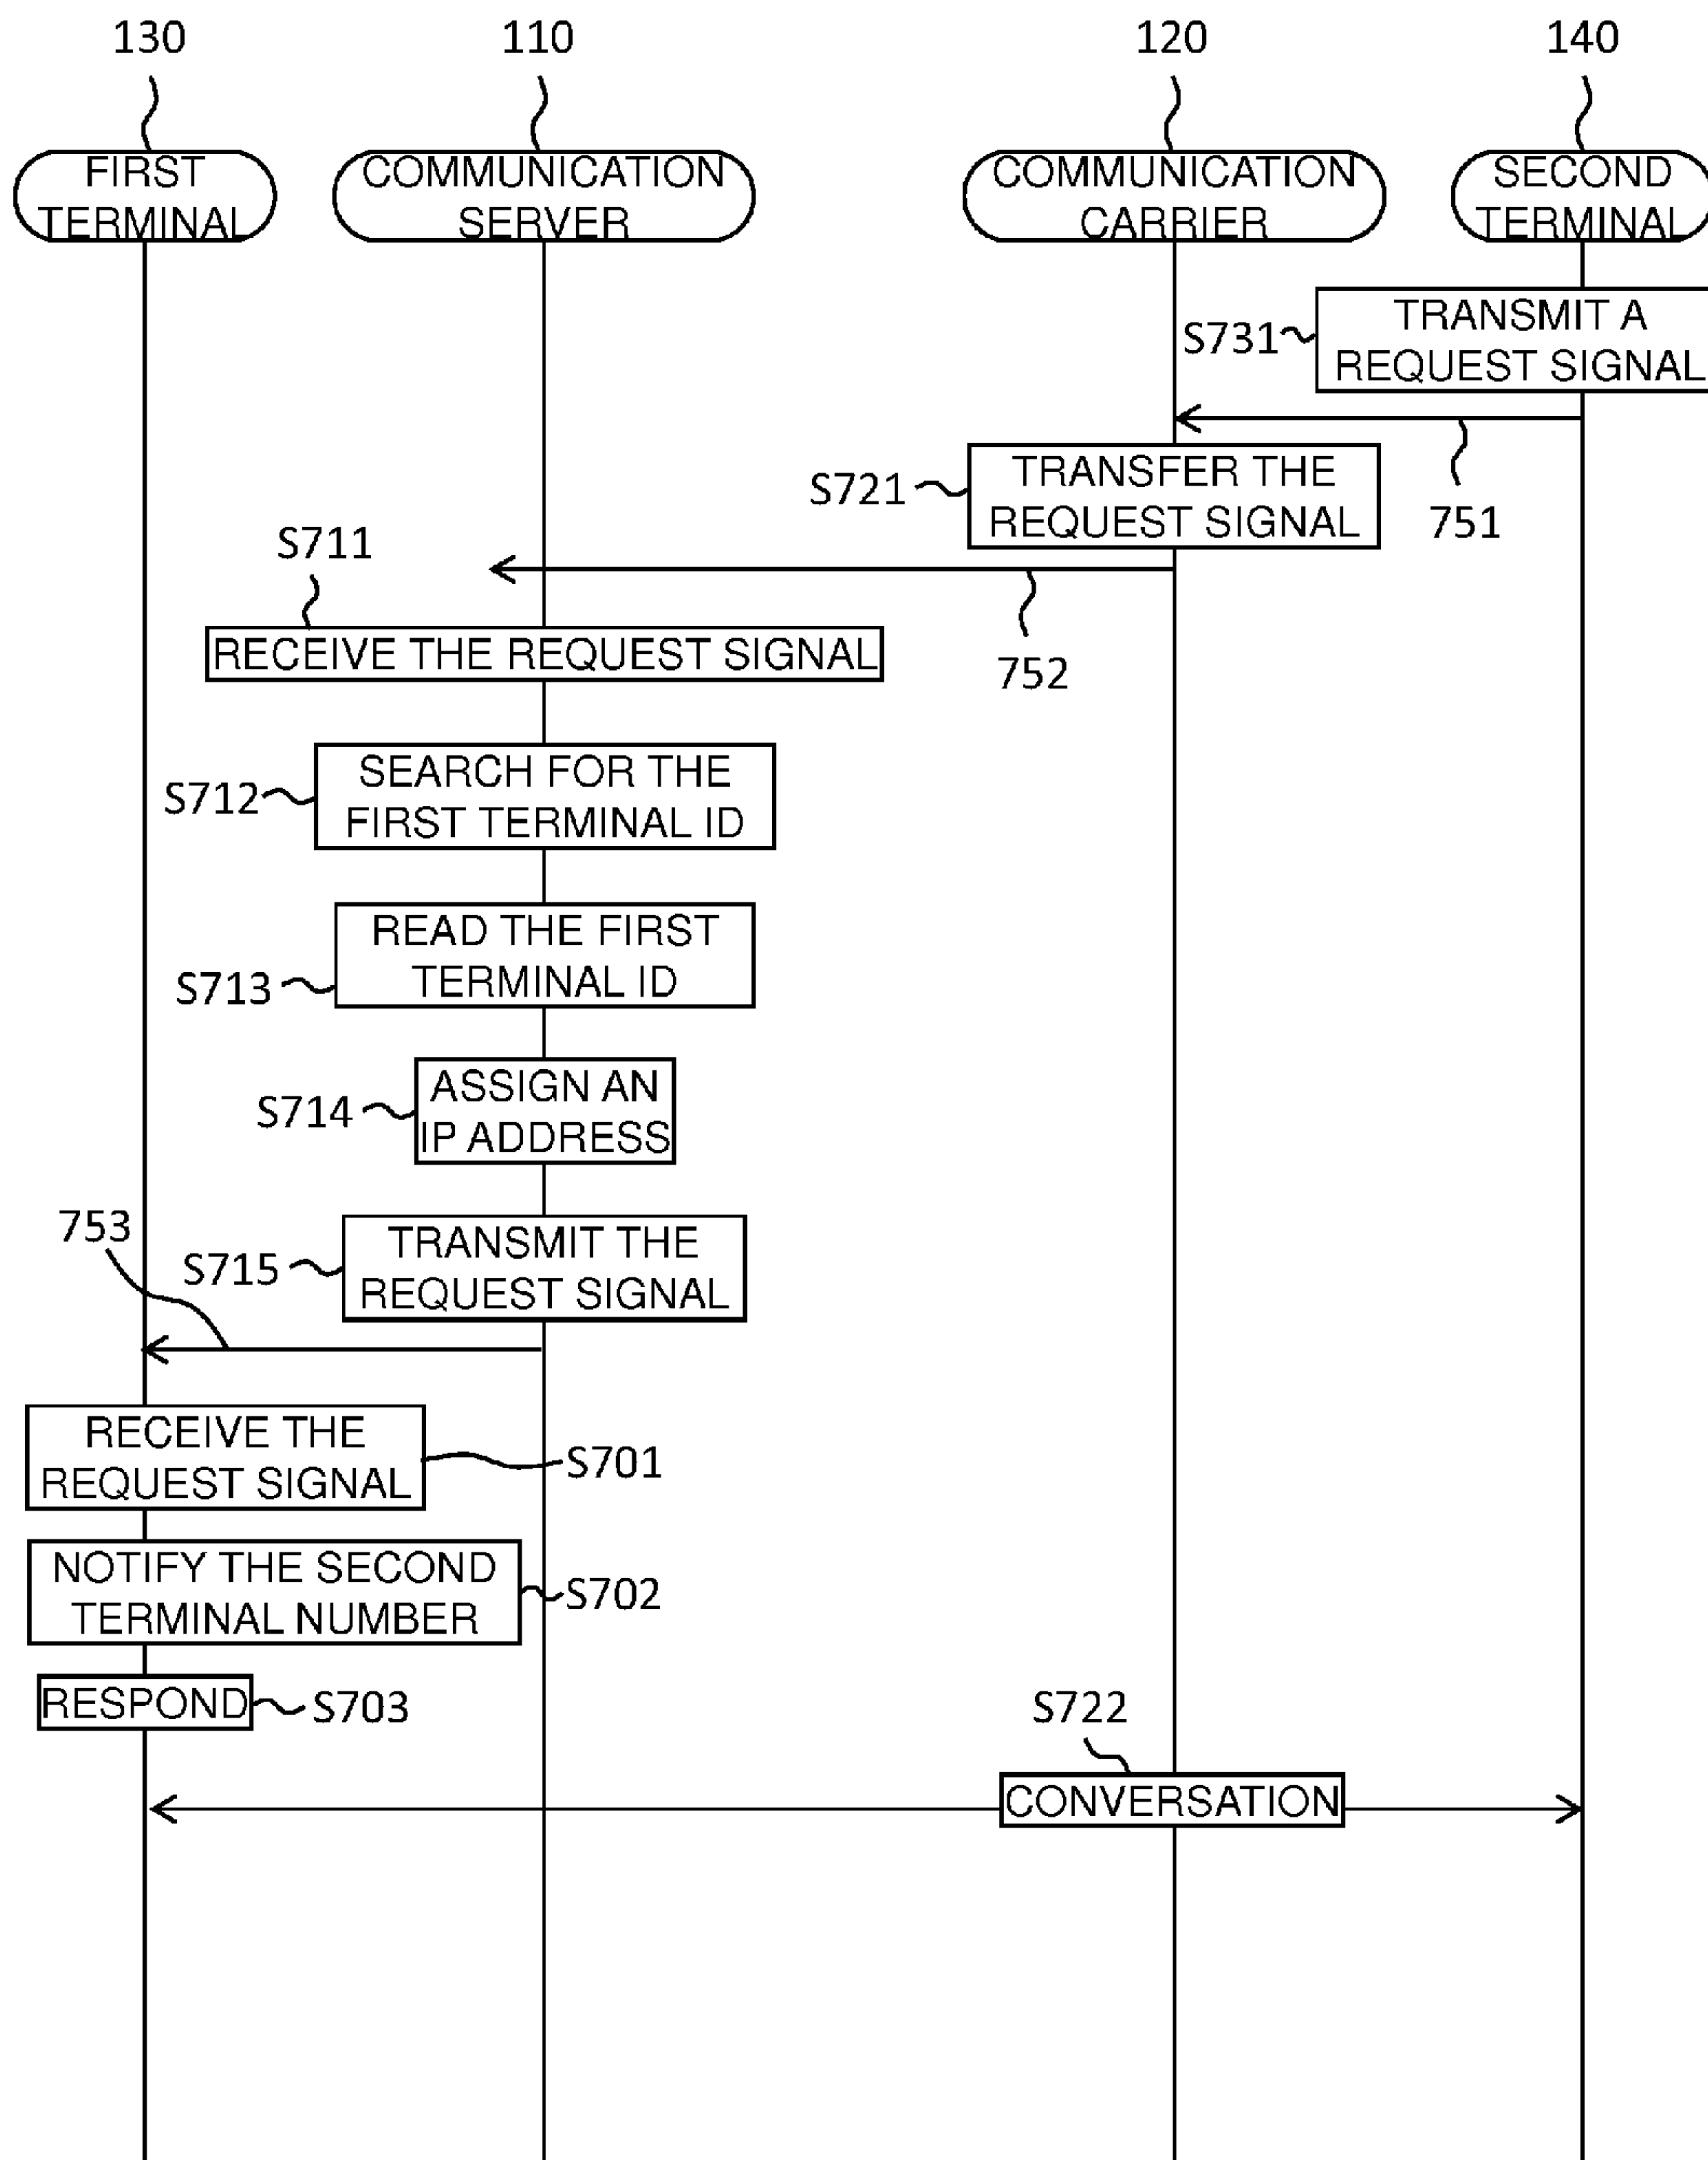 130
110
120
140
FIRST
TERMINAL
COMMUNICATION
SERVER
COMMUNICATION
CARRIER
SECOND
TERMINAL
S731
TRANSMIT A
REQUEST SIGNAL
751
S721
TRANSFER THE
REQUEST SIGNAL
752
S711
RECEIVE THE REQUEST SIGNAL
S712
SEARCH FOR THE
FIRST TERMINAL ID
S713
READ THE FIRST
TERMINAL ID
S714
ASSIGN AN
IP ADDRESS
753
S715
TRANSMIT THE
REQUEST SIGNAL
RECEIVE THE
REQUEST SIGNAL
S701
NOTIFY THE SECOND
TERMINAL NUMBER
S702
RESPOND
S703
S722
CONVERSATION